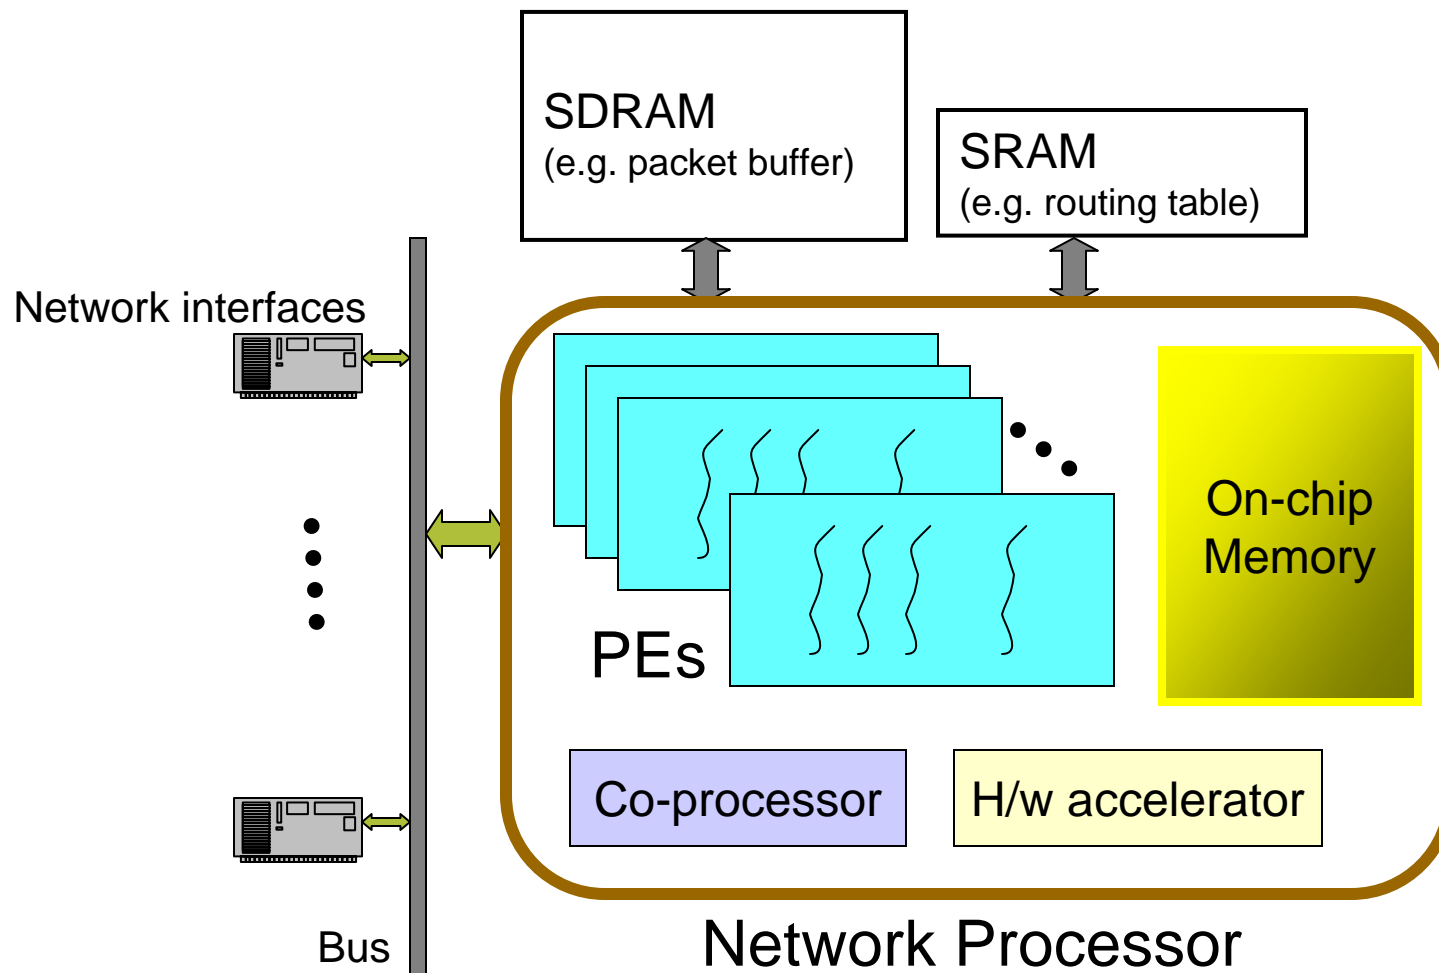 SDRAM
(e.g. packet buffer)
SRAM
(e.g. routing table)
Network interfaces
On-chip
Memory
PEs
Co-processor
H/w accelerator
Bus
Network Processor